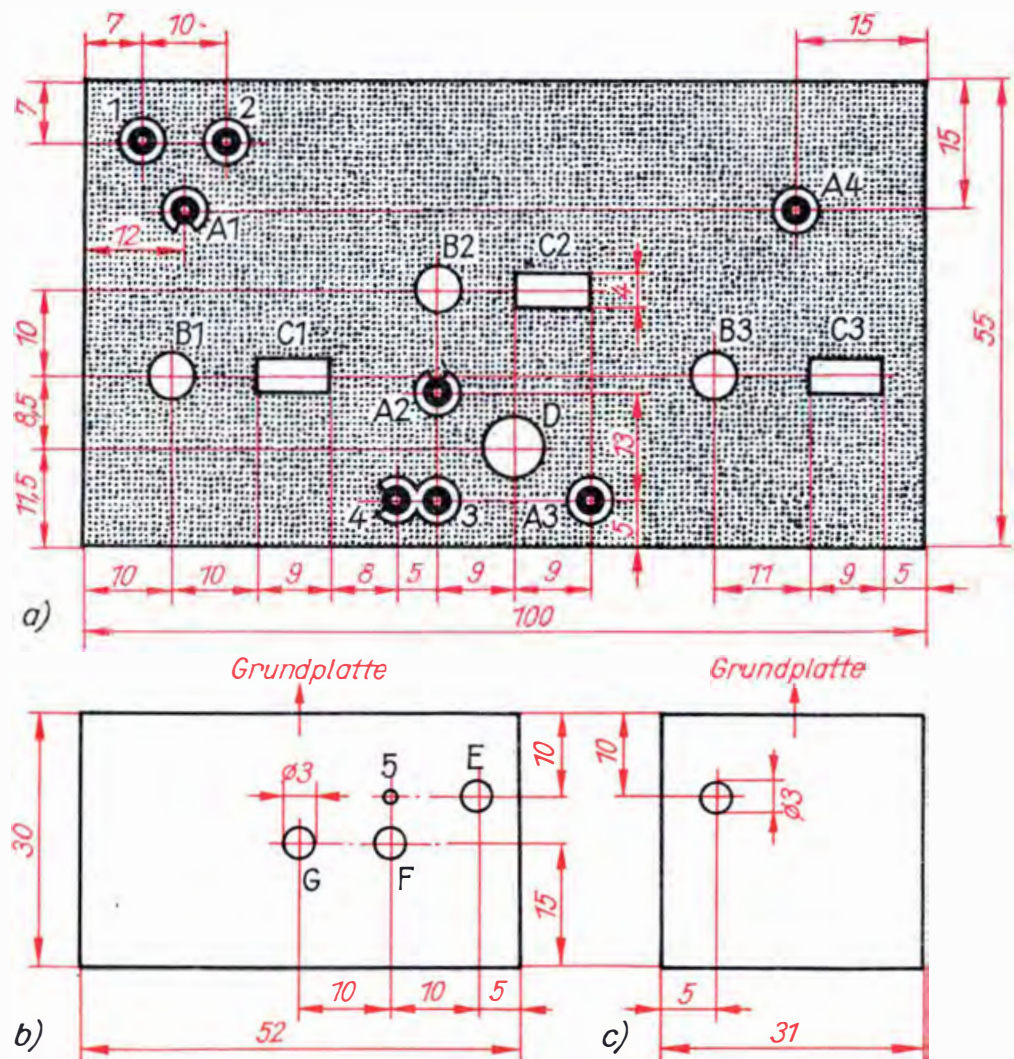 7 10 15
7 1 2 15
A1 A4
12
B2 C2 4
10 55
B1 C1 B3 C3
8,5 A2 D 13
11,5 4 3 A3 5
10 10 9 8 5 9 9 11 9 5
a) 100
Grundplatte Grundplatte
10 10
ø3 5 E ø3
30
G F
15
10 10 5 5
b) 52 c) 31